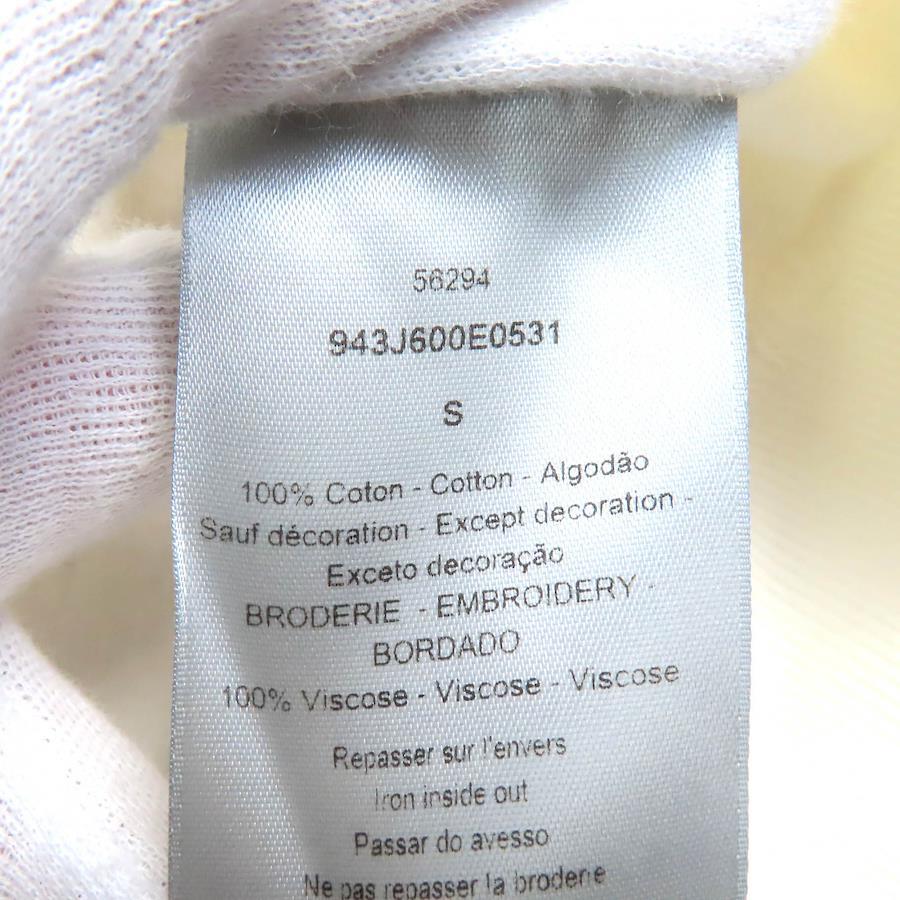 56294
943J600E0531
S
100% Coton - Cotton - Algodão
Sauf décoration - Except decoration -
Exceto decoração
BRODERIE - EMBROIDERY -
BORDADO
100% Viscose - Viscose - Viscose
Repasser sur l'envers
Iron inside out
Passar do avesso
Ne pas repasser la broderie